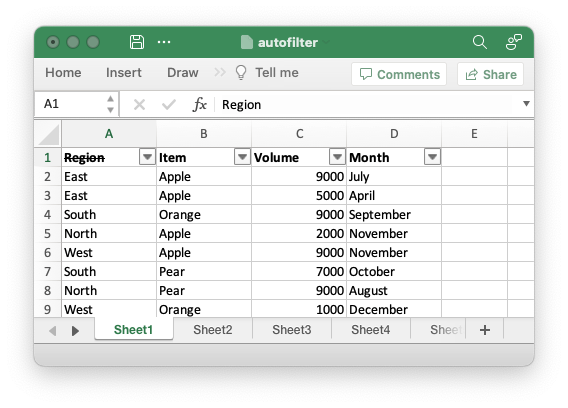 autofilter
Home Insert Draw Tell me Comments Share
A1 fx Region
A B C D E
1 Region Item Volume Month
2 East Apple 9000 July
3 East Apple 5000 April
4 South Orange 9000 September
5 North Apple 2000 November
6 West Apple 9000 November
7 South Pear 7000 October
8 North Pear 9000 August
9 West Orange 1000 December
Sheet1 Sheet2 Sheet3 Sheet4